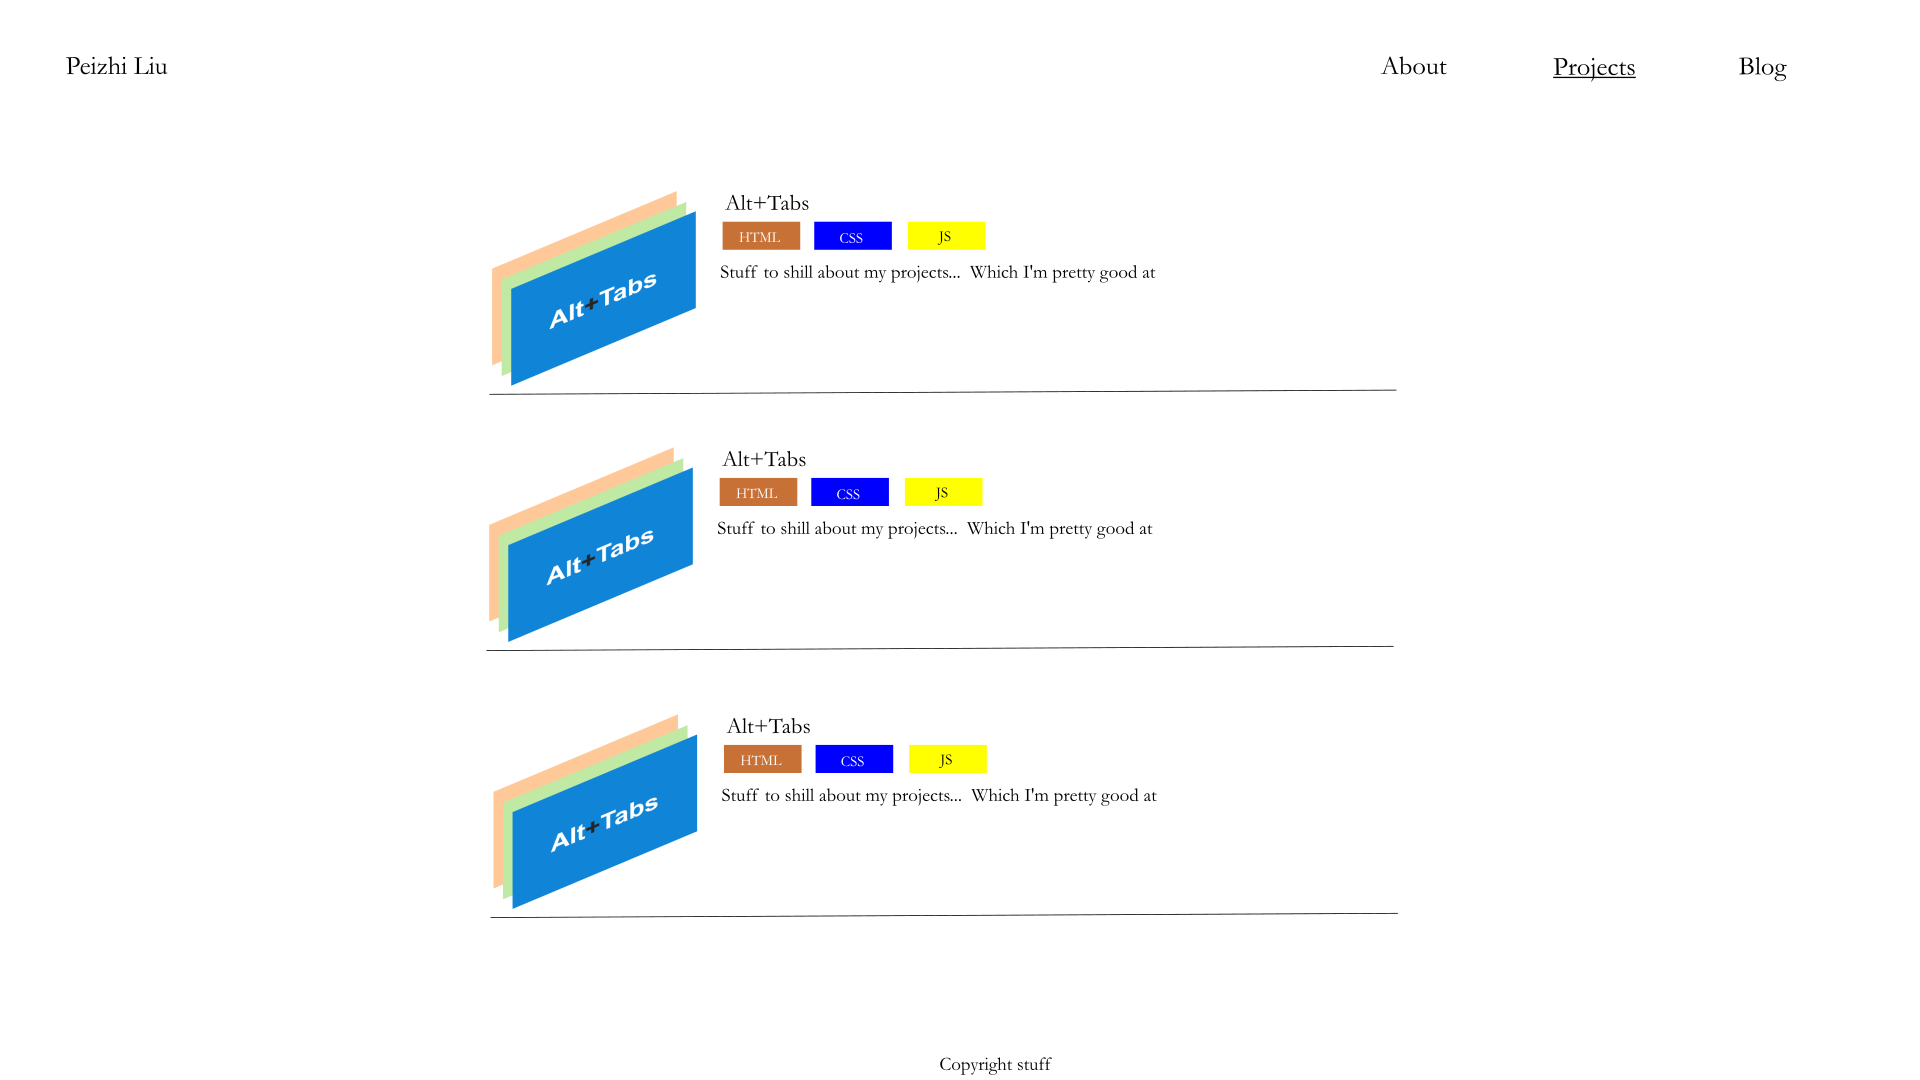 Peizhi Liu
About
Projects
Blog
Alt+Tabs
Alt+Tabs
HTML
CSS
JS
Stuff to shill about my projects... Which I'm pretty good at
Alt+Tabs
Alt+Tabs
HTML
CSS
JS
Stuff to shill about my projects... Which I'm pretty good at
Alt+Tabs
Alt+Tabs
HTML
CSS
JS
Stuff to shill about my projects... Which I'm pretty good at
Copyright stuff